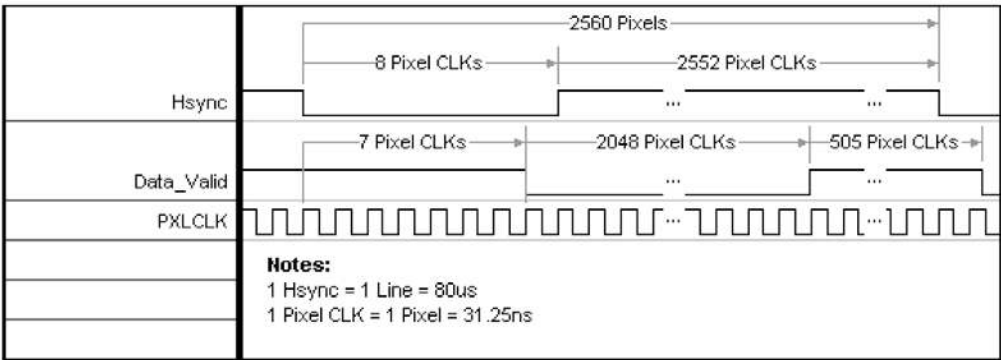 2560 Pixels
8 Pixel CLKs 2552 Pixel CLKs
Hsync ... ...
7 Pixel CLKs 2048 Pixel CLKs 505 Pixel CLKs
Data_Valid ... ...
PXLCLK ... ...
Notes:
1 Hsync = 1 Line = 80us
1 Pixel CLK = 1 Pixel = 31.25ns